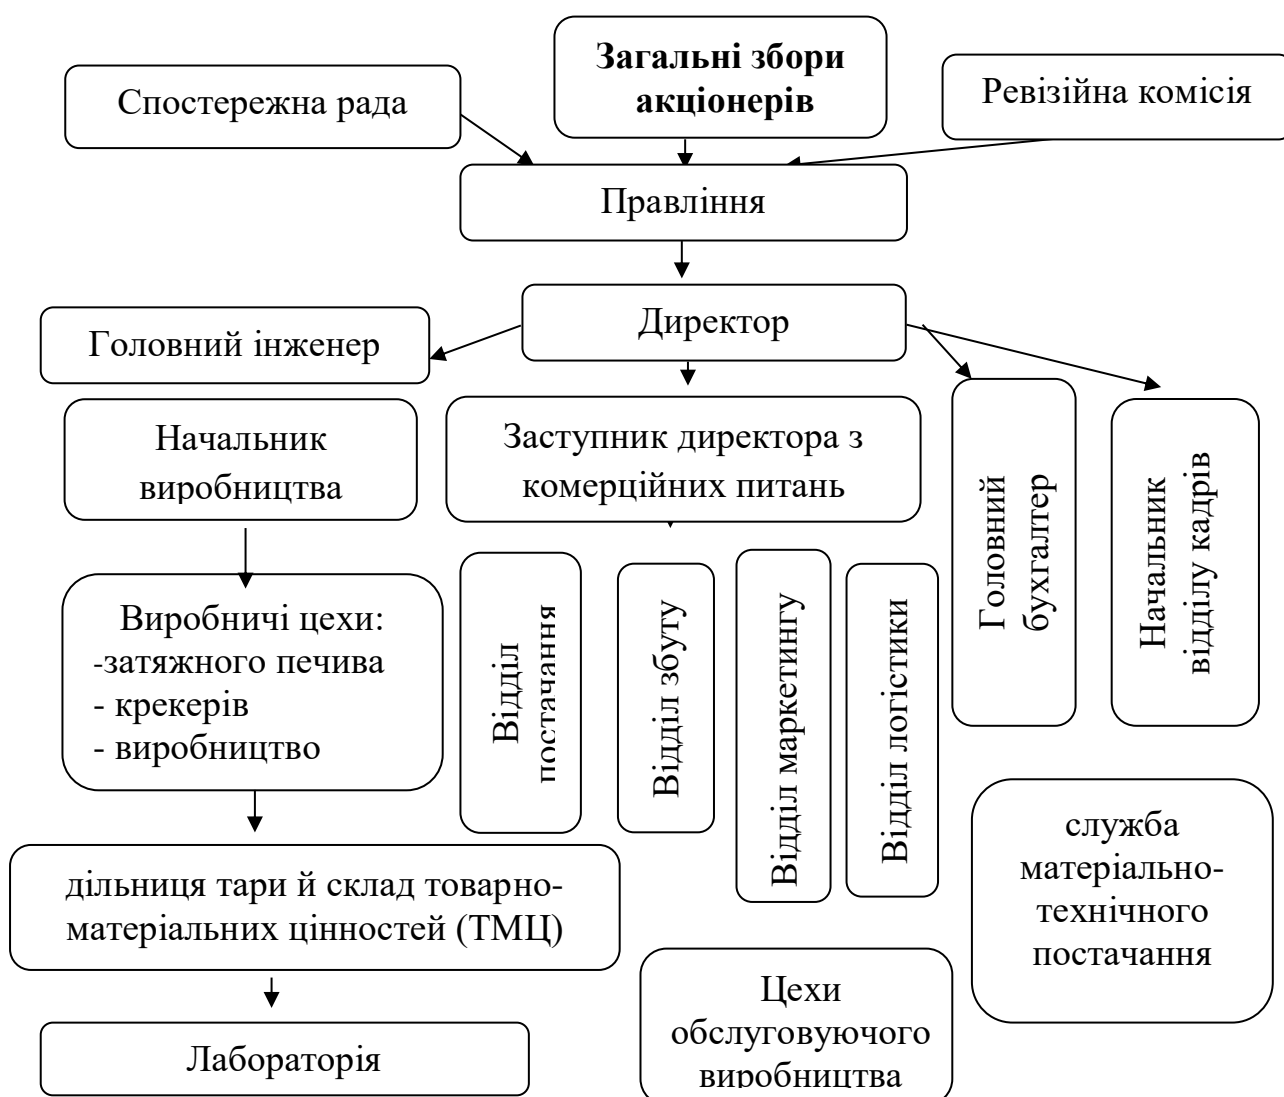 Загальні збори
акціонерів
Спостережна рада
Ревізійна комісія
Правління
Директор
Головний інженер
Начальник
виробництва
Заступник директора з
комерційних питань
Головний
бухгалтер
Начальник
відділу кадрів
Виробничі цехи:
-затяжного печива
- крекерів
- виробництво
Відділ
постачання
Відділ збуту
Відділ маркетингу
Відділ логістики
служба
матеріально-
технічного
постачання
дільниця тари й склад товарно-
матеріальних цінностей (ТМЦ)
Цехи
обслуговуючого
виробництва
Лабораторія